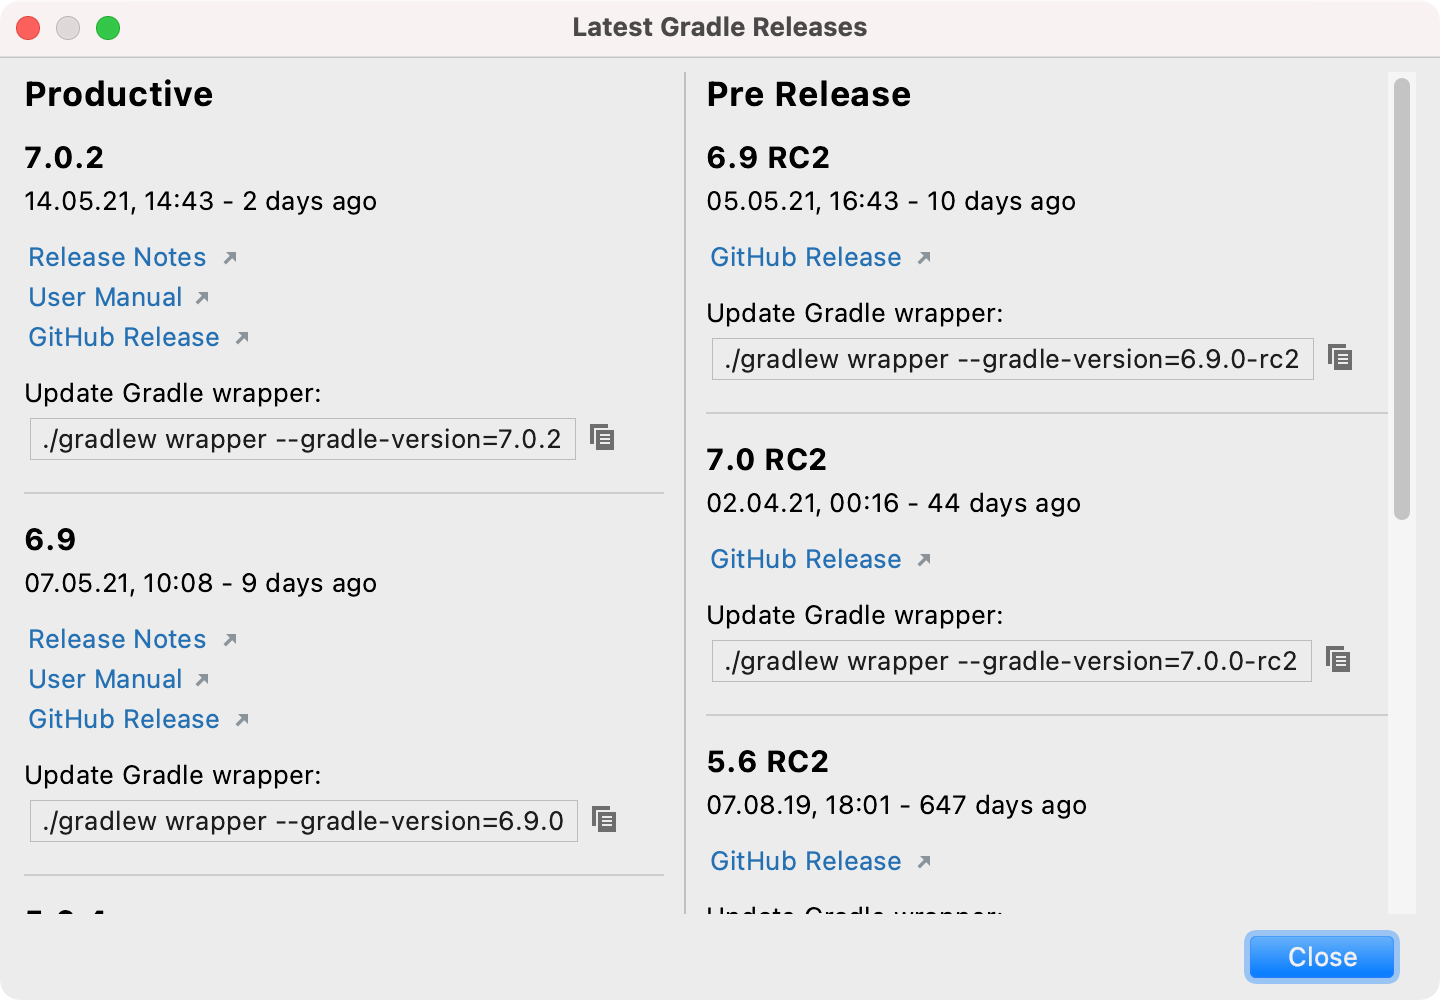 Latest Gradle Releases
Productive
7.0.2
14.05.21, 14:43 - 2 days ago
Release Notes
User Manual
GitHub Release
Update Gradle wrapper:
./gradlew wrapper --gradle-version=7.0.2
6.9
07.05.21, 10:08 - 9 days ago
Release Notes
User Manual
GitHub Release
Update Gradle wrapper:
./gradlew wrapper --gradle-version=6.9.0
Pre Release
6.9 RC2
05.05.21, 16:43 - 10 days ago
GitHub Release
Update Gradle wrapper:
./gradlew wrapper --gradle-version=6.9.0-rc2
7.0 RC2
02.04.21, 00:16 - 44 days ago
GitHub Release
Update Gradle wrapper:
./gradlew wrapper --gradle-version=7.0.0-rc2
5.6 RC2
07.08.19, 18:01 - 647 days ago
GitHub Release
Update Gradle wrapper:
Close